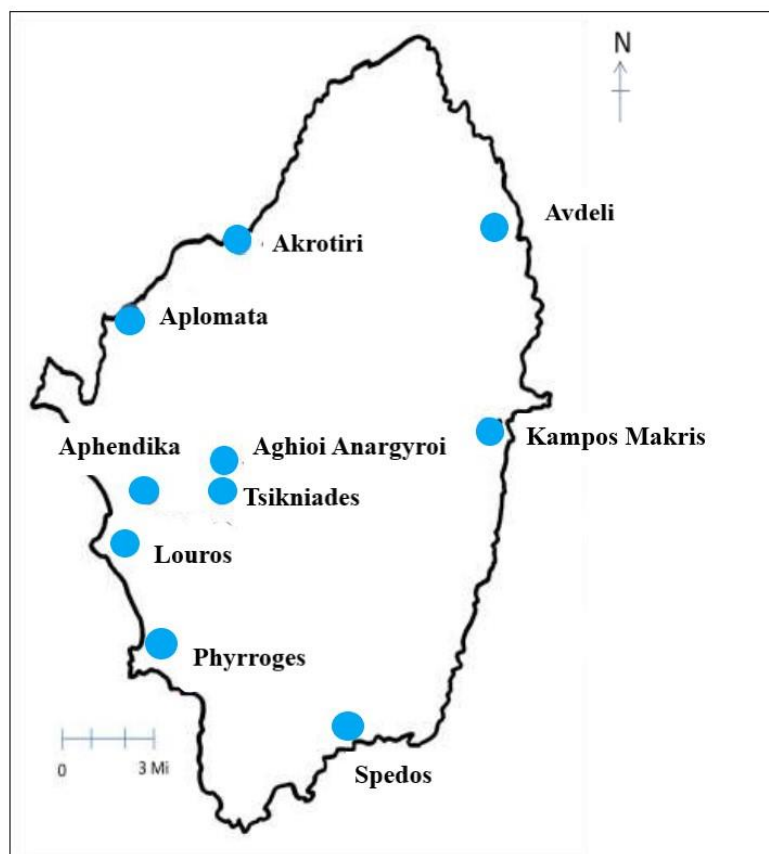 N
Avdeli
Akrotiri
Aplomata
Kampos Makris
Aphendika
Aghioi Anargyroi
Tsikniades
Louros
Phyrroges
0 3 Mi
Spedos